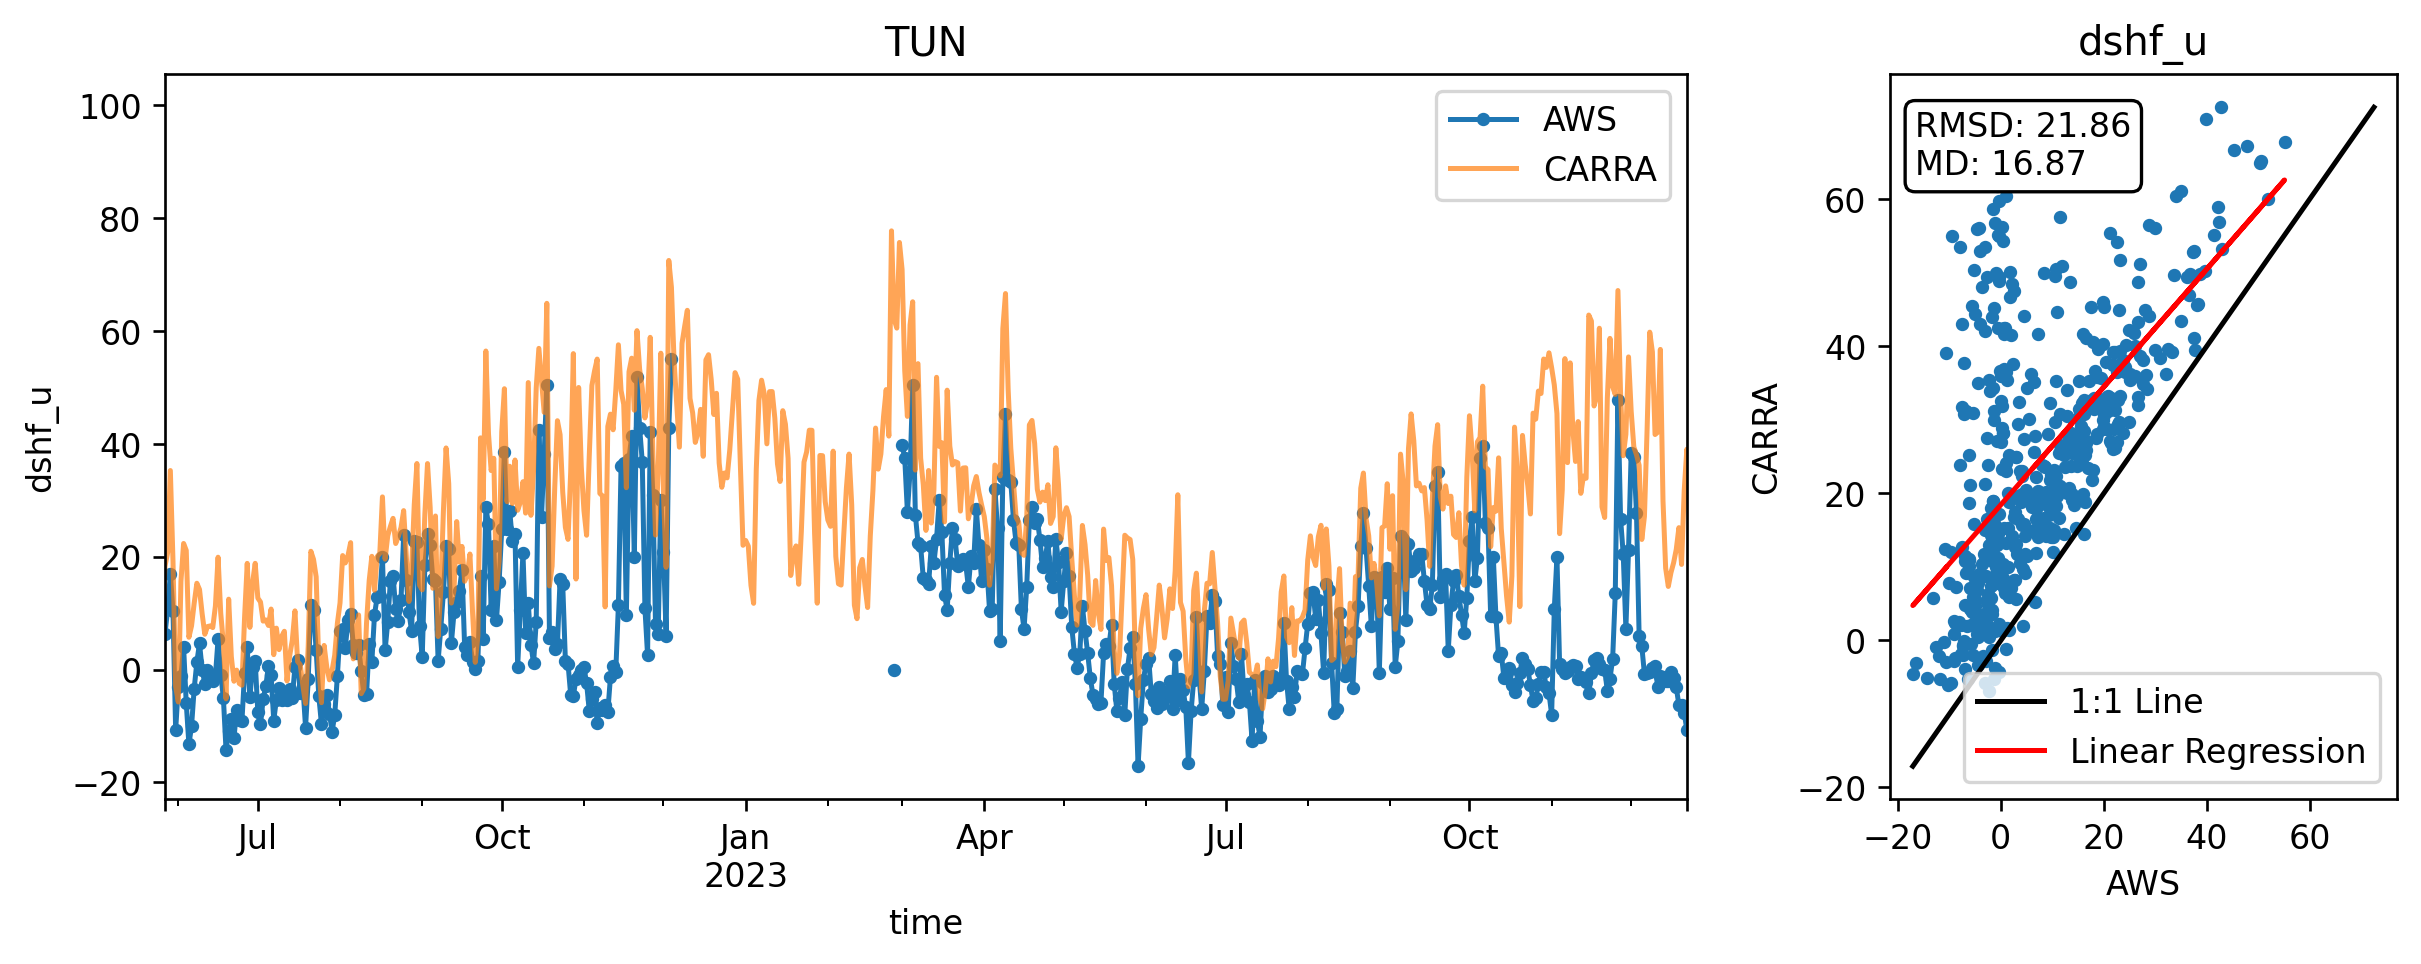 TUN
dshf_u
100
80
60
40
20
0
−20
dshf_u
AWS
CARRA
Jul
Oct
Jan
2023
Apr
Jul
Oct
time
RMSD: 21.86
MD: 16.87
60
40
20
0
−20
CARRA
1:1 Line
Linear Regression
−20
0
20
40
60
AWS